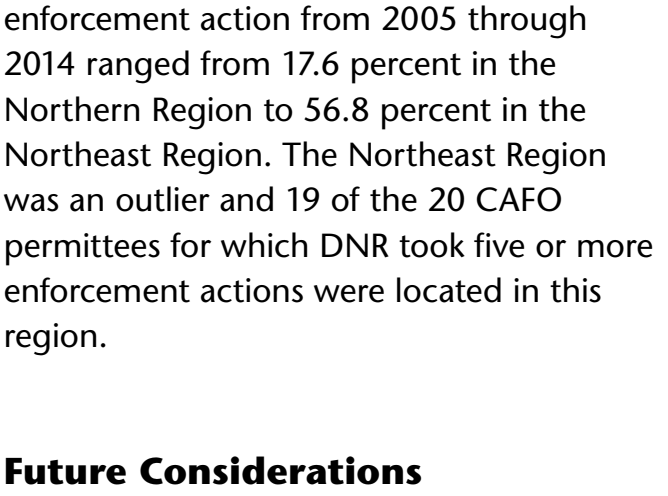 enforcement action from 2005 through
2014 ranged from 17.6 percent in the
Northern Region to 56.8 percent in the
Northeast Region. The Northeast Region
was an outlier and 19 of the 20 CAFO
permittees for which DNR took five or more
enforcement actions were located in this
region.
Future Considerations